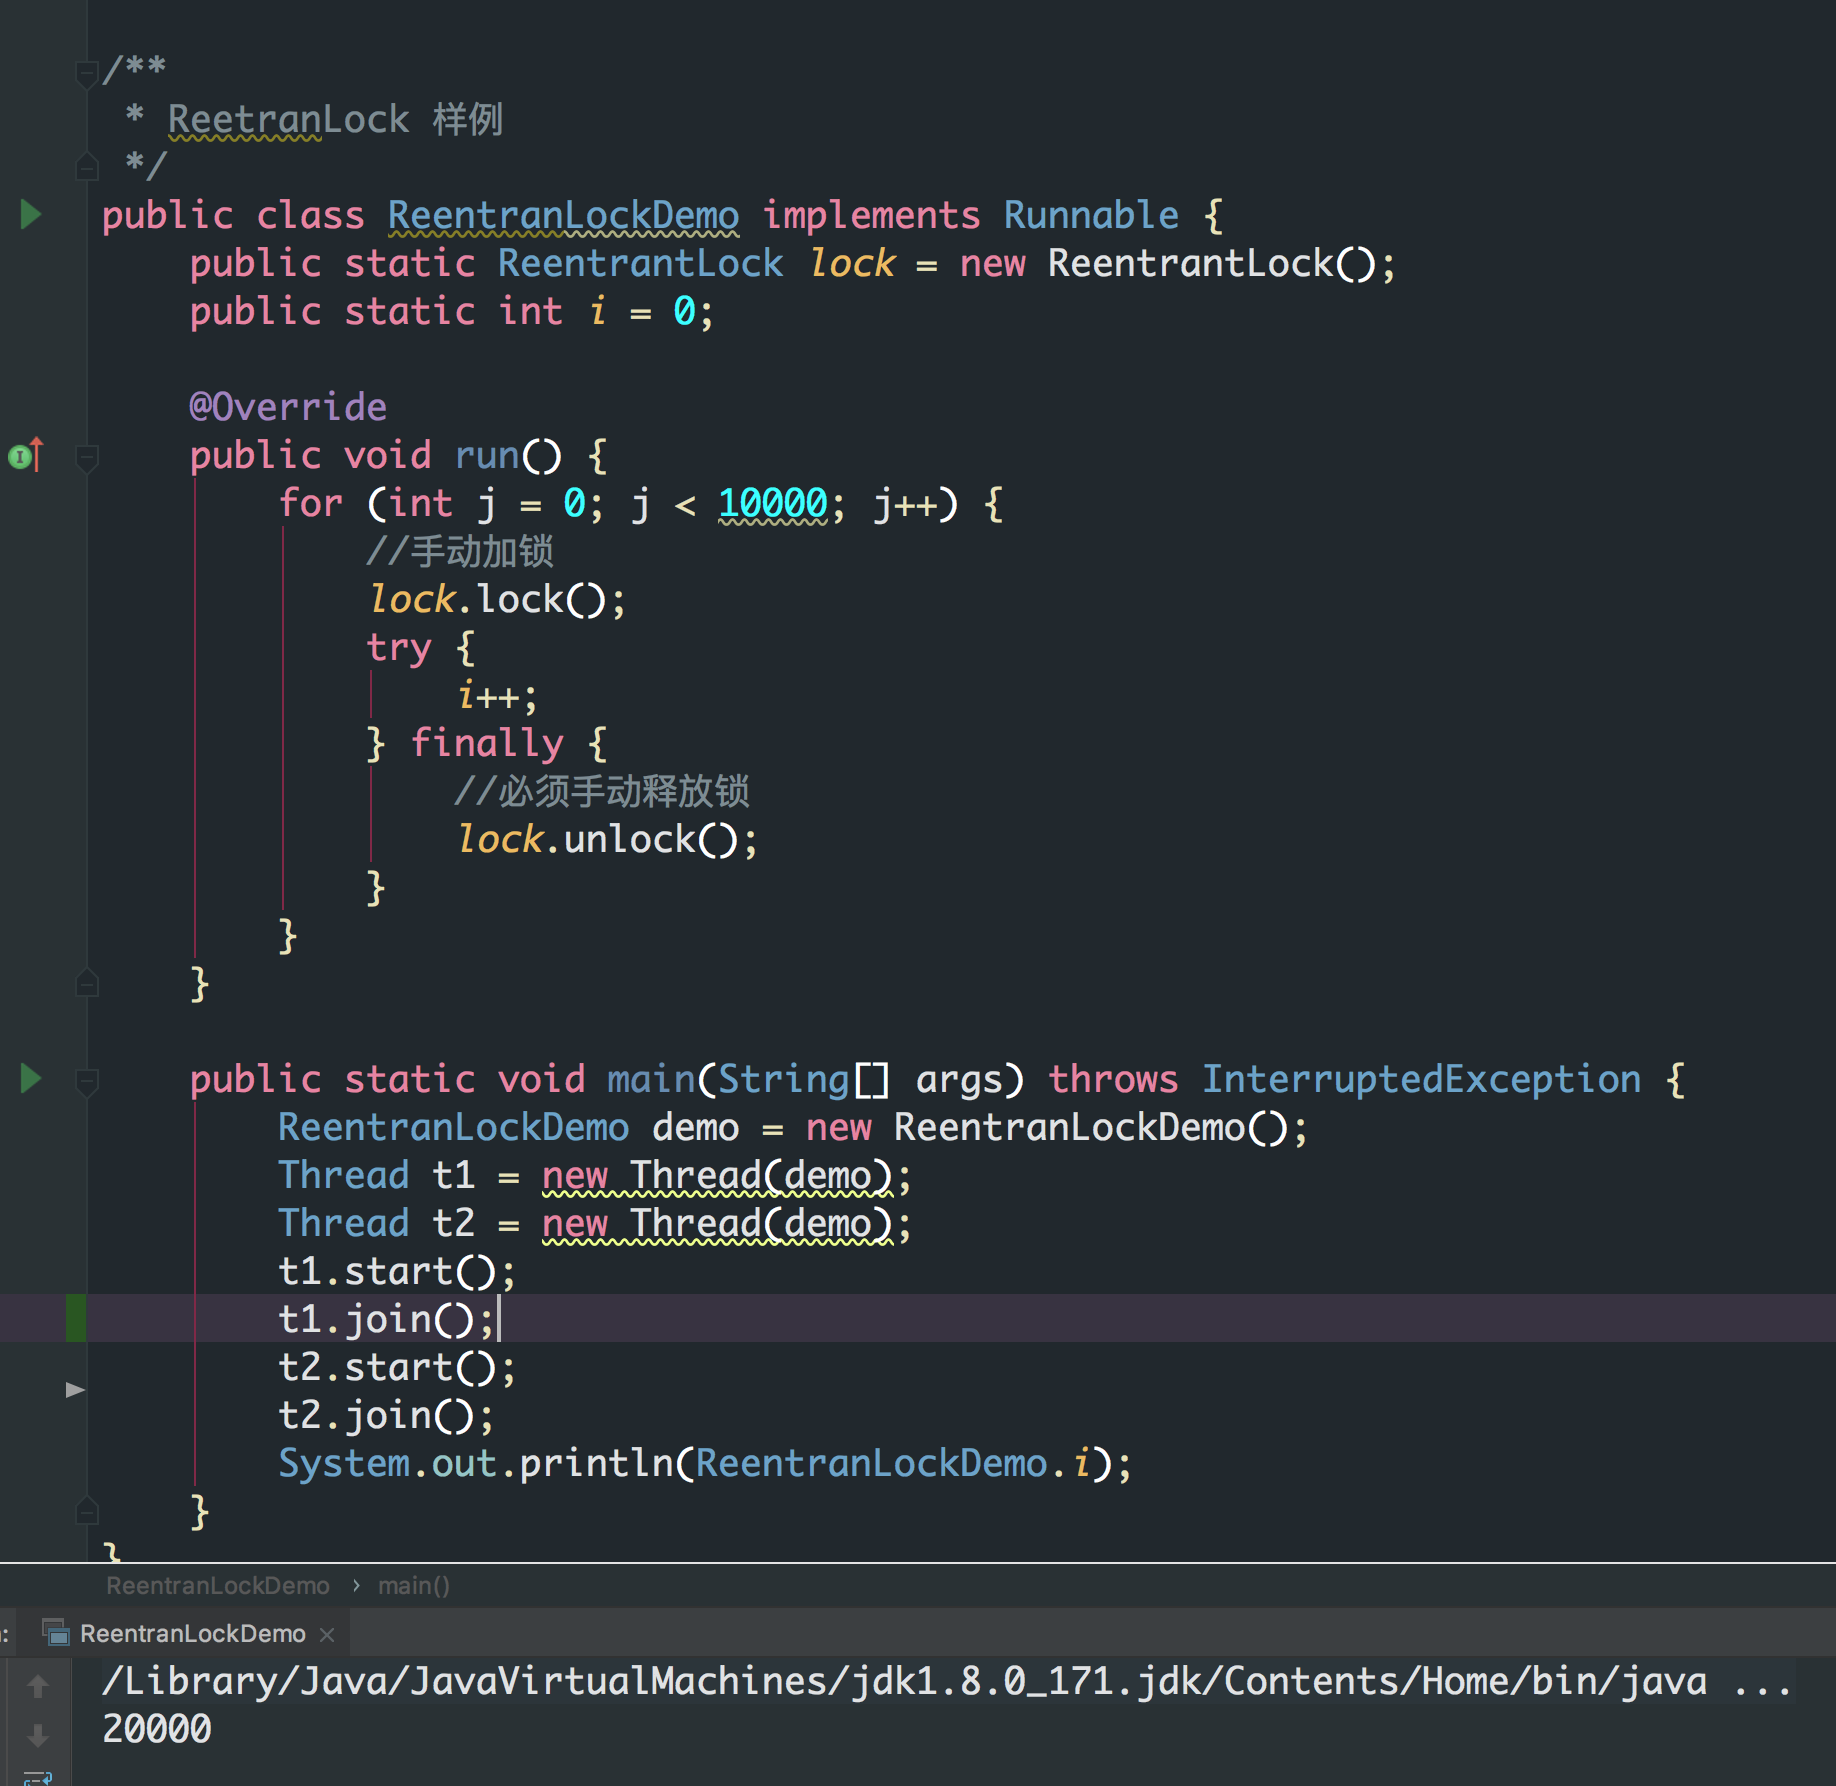 /**
 * ReetranLock 样例
 */
public class ReentranLockDemo implements Runnable {
    public static ReentrantLock lock = new ReentrantLock();
    public static int i = 0;

    @Override
    public void run() {
        for (int j = 0; j < 10000; j++) {
            //手动加锁
            lock.lock();
            try {
                i++;
            } finally {
                //必须手动释放锁
                lock.unlock();
            }
        }
    }

    public static void main(String[] args) throws InterruptedException {
        ReentranLockDemo demo = new ReentranLockDemo();
        Thread t1 = new Thread(demo);
        Thread t2 = new Thread(demo);
        t1.start();
        t1.join();
        t2.start();
        t2.join();
        System.out.println(ReentranLockDemo.i);
    }
}
ReentranLockDemo › main()
ReentranLockDemo ×
/Library/Java/JavaVirtualMachines/jdk1.8.0_171.jdk/Contents/Home/bin/java ...
20000